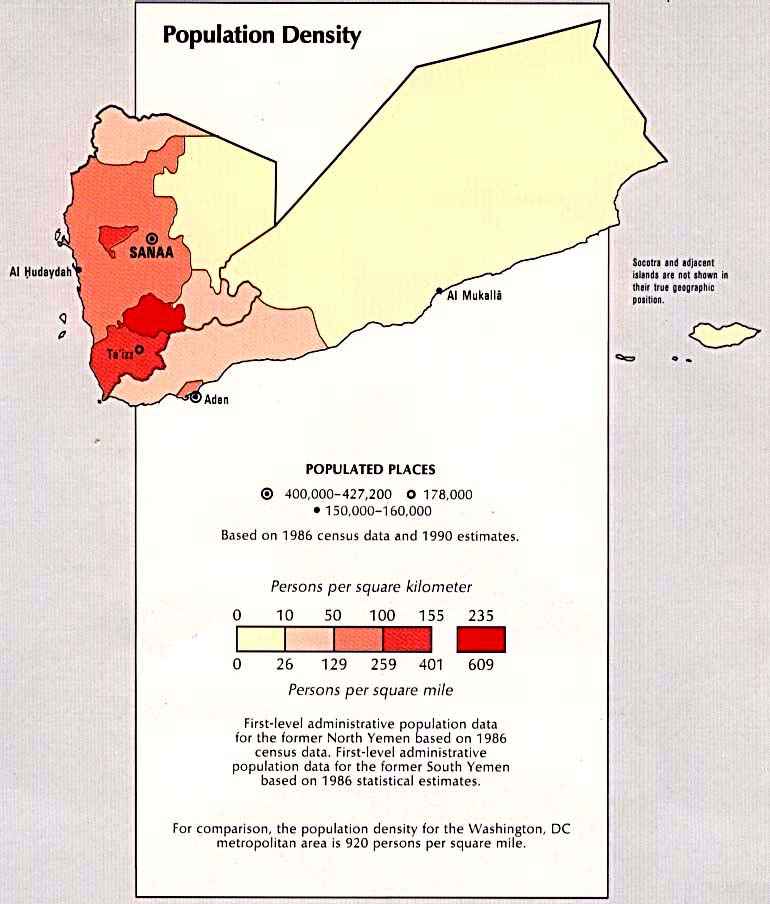 Population Density
SANAA
Al Ḥudaydah
Al Mukallā
Ta'izz
Aden
Socotra and adjacent
islands are not shown in
their true geographic
position.
POPULATED PLACES
400,000–427,200 178,000
150,000–160,000
Based on 1986 census data and 1990 estimates.
Persons per square kilometer
0 10 50 100 155 235
0 26 129 259 401 609
Persons per square mile
First-level administrative population data
for the former North Yemen based on 1986
census data. First-level administrative
population data for the former South Yemen
based on 1986 statistical estimates.
For comparison, the population density for the Washington, DC
metropolitan area is 920 persons per square mile.